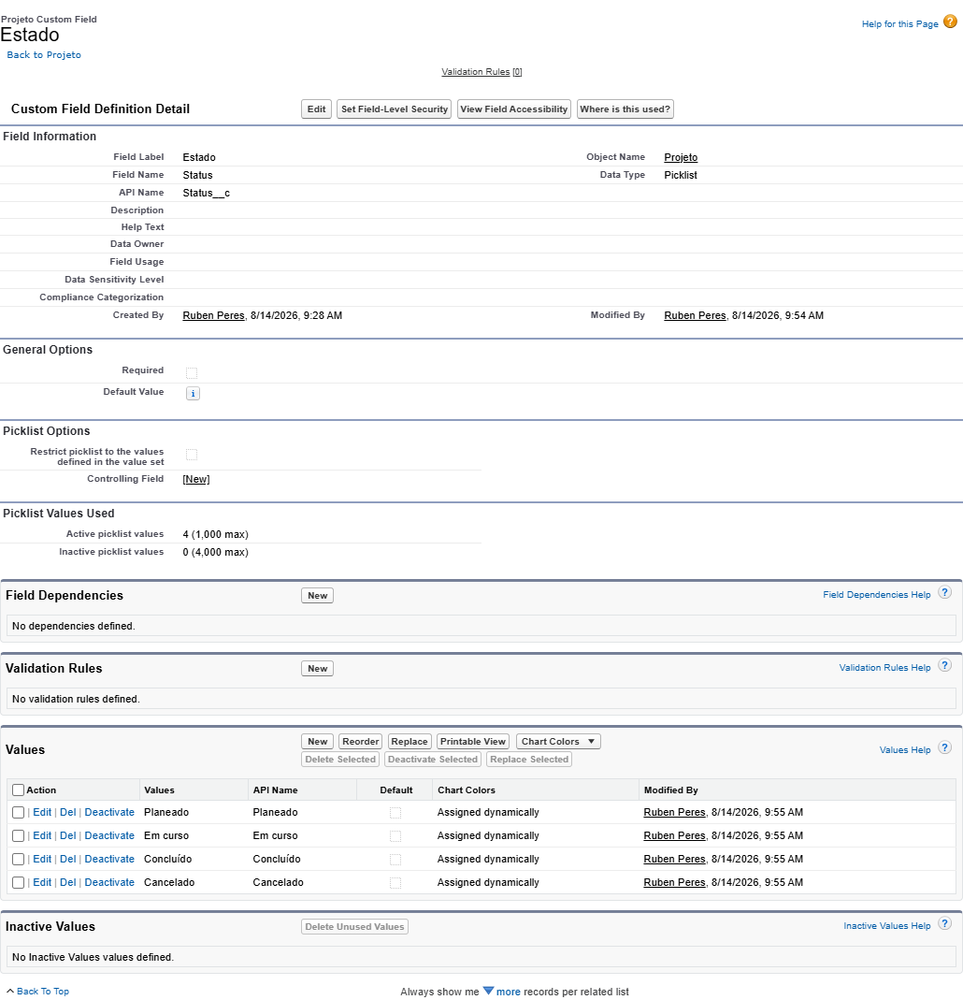 Projeto Custom Field
Estado
Help for this Page ?
Back to Projeto
Validation Rules [0]
Custom Field Definition Detail Edit Set Field-Level Security View Field Accessibility Where is this used?
Field Information
Field Label Estado Object Name Projeto
Field Name Status Data Type Picklist
API Name Status__c
Description
Help Text
Data Owner
Field Usage
Data Sensitivity Level
Compliance Categorization
Created By Ruben Peres, 8/14/2026, 9:28 AM Modified By Ruben Peres, 8/14/2026, 9:54 AM
General Options
Required
Default Value i
Picklist Options
Restrict picklist to the values
defined in the value set
Controlling Field [New]
Picklist Values Used
Active picklist values 4 (1,000 max)
Inactive picklist values 0 (4,000 max)
Field Dependencies New Field Dependencies Help ?
No dependencies defined.
Validation Rules New Validation Rules Help ?
No validation rules defined.
Values New Reorder Replace Printable View Chart Colors ▼ Values Help ?
Delete Selected Deactivate Selected Replace Selected
Action Values API Name Default Chart Colors Modified By
| Edit | Del | Deactivate Planeado Planeado Assigned dynamically Ruben Peres, 8/14/2026, 9:55 AM
| Edit | Del | Deactivate Em curso Em curso Assigned dynamically Ruben Peres, 8/14/2026, 9:55 AM
| Edit | Del | Deactivate Concluído Concluído Assigned dynamically Ruben Peres, 8/14/2026, 9:55 AM
| Edit | Del | Deactivate Cancelado Cancelado Assigned dynamically Ruben Peres, 8/14/2026, 9:55 AM
Inactive Values Delete Unused Values Inactive Values Help ?
No Inactive Values values defined.
Back To Top Always show me more records per related list